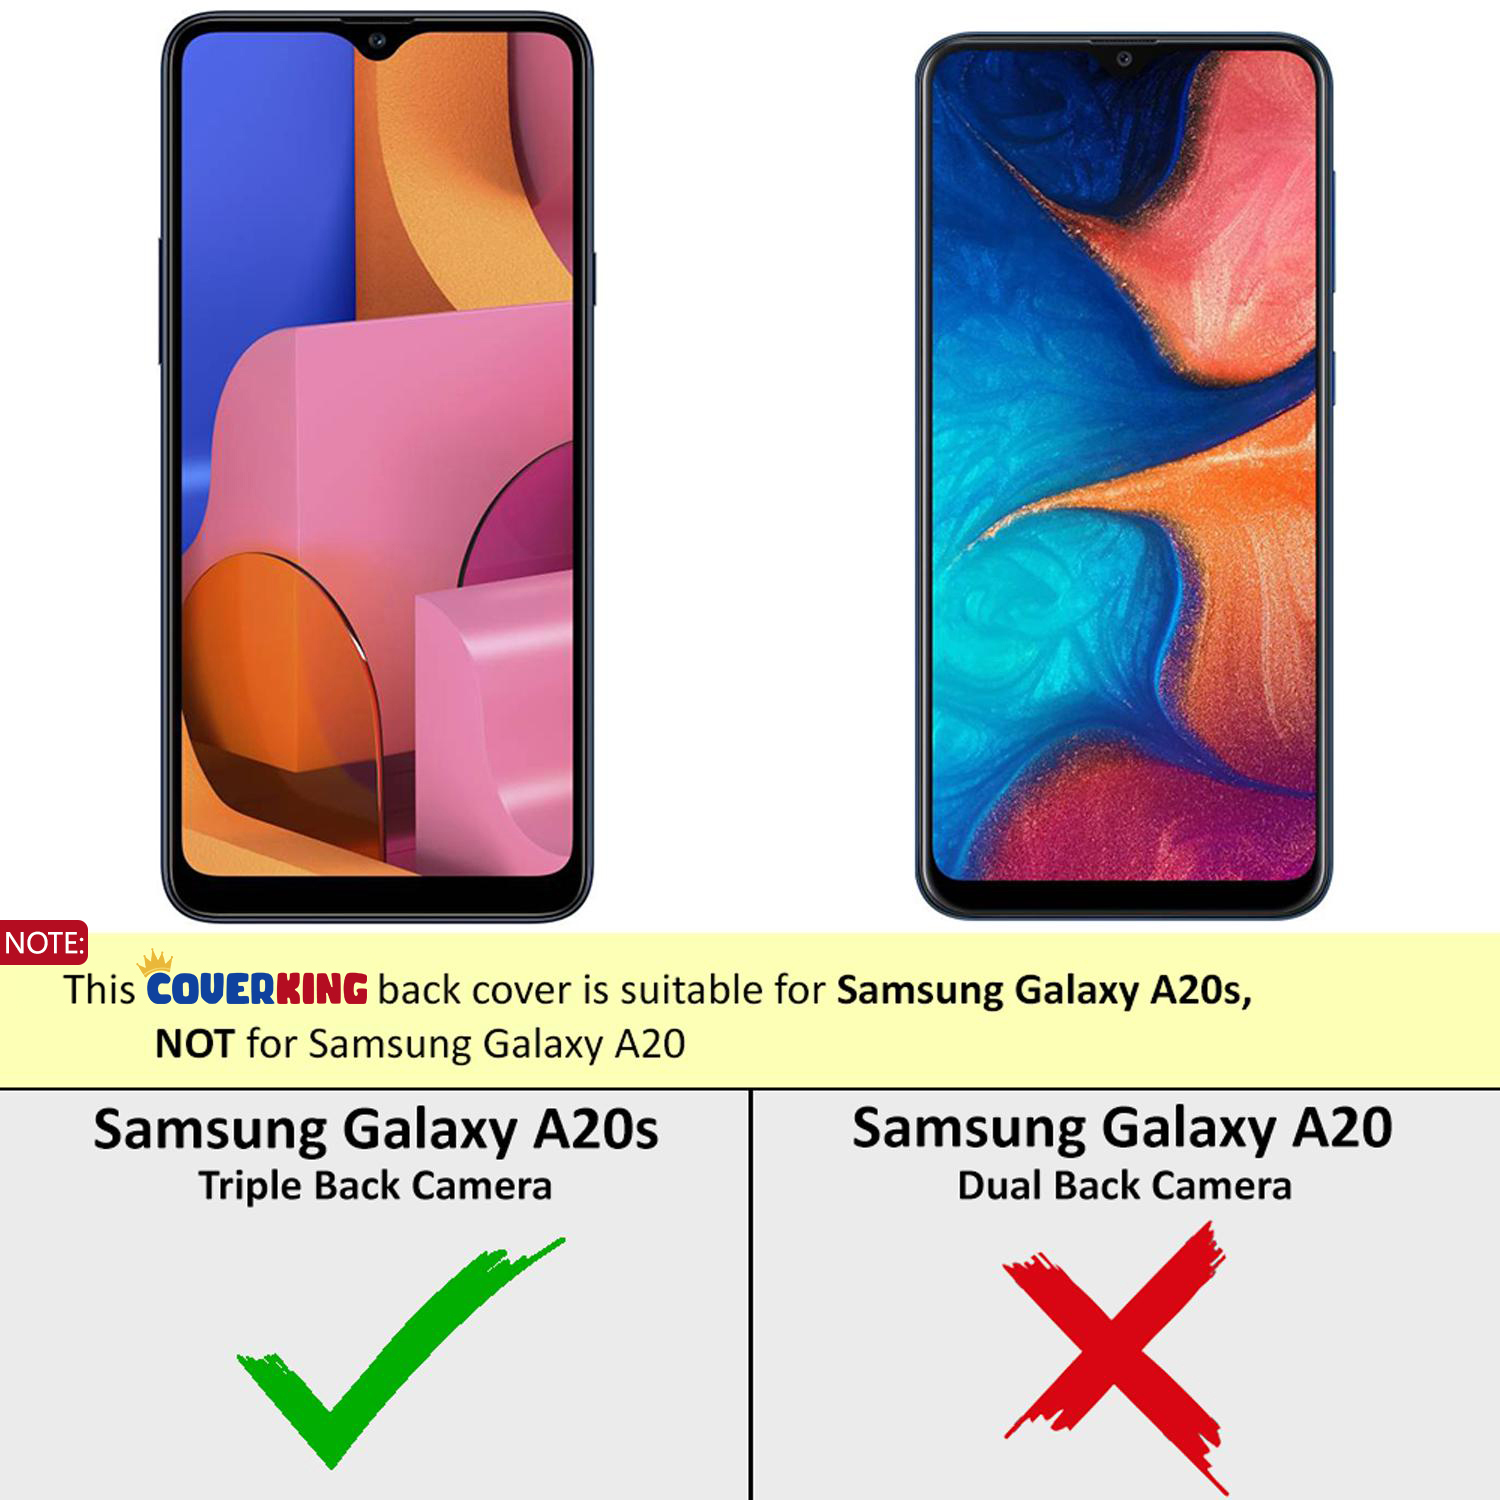 NOTE:
This COVERKING back cover is suitable for Samsung Galaxy A20s,
NOT for Samsung Galaxy A20
Samsung Galaxy A20s
Triple Back Camera
Samsung Galaxy A20
Dual Back Camera